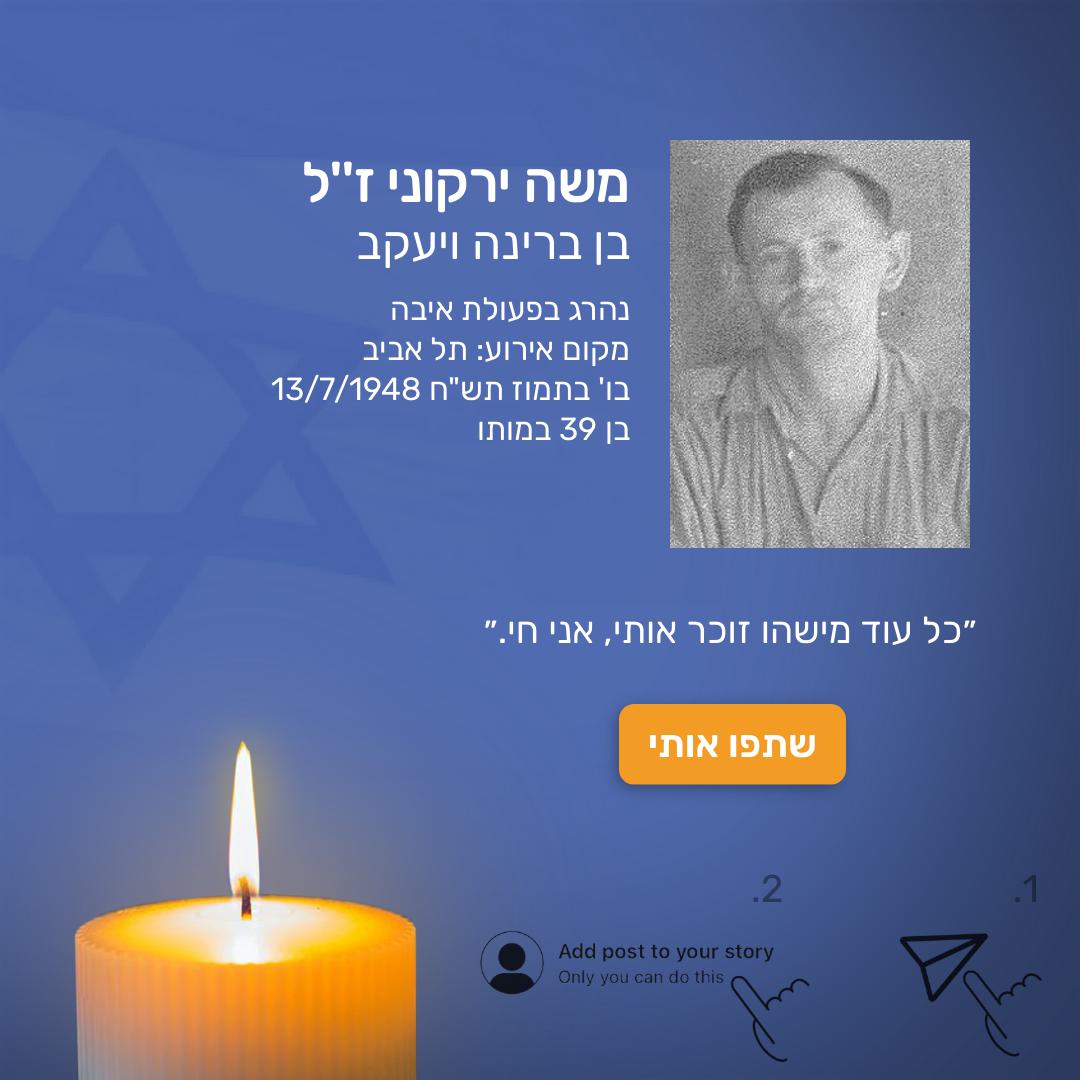 משה ירקוני ז"ל
בן ברינה ויעקב
נהרג בפעולת איבה
מקום אירוע: תל אביב
בו' בתמוז תש"ח 13/7/1948
בן 39 במותו
״כל עוד מישהו זוכר אותי, אני חי.״
שתפו אותי
1.
2.
Add post to your story
Only you can do this